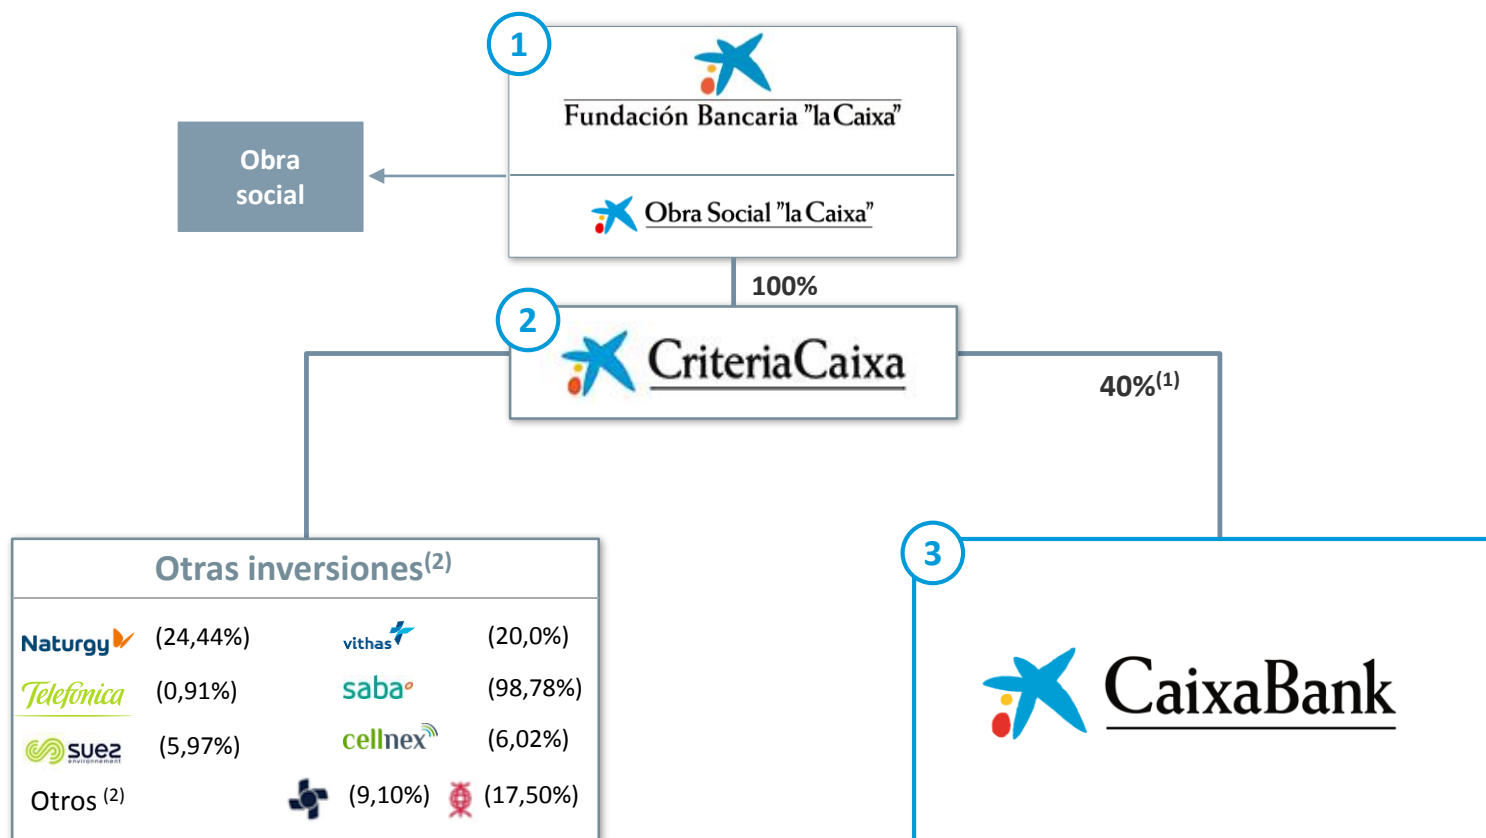 1
Fundación Bancaria "la Caixa"
Obra
social
Obra Social "la Caixa"
100%
2
CriteriaCaixa
40%(1)
Otras inversiones(2)
Naturgy (24,44%) vithas (20,0%)
Telefónica (0,91%) saba (98,78%)
suez environnement (5,97%) cellnex (6,02%)
Otros (2) (9,10%) (17,50%)
3
CaixaBank